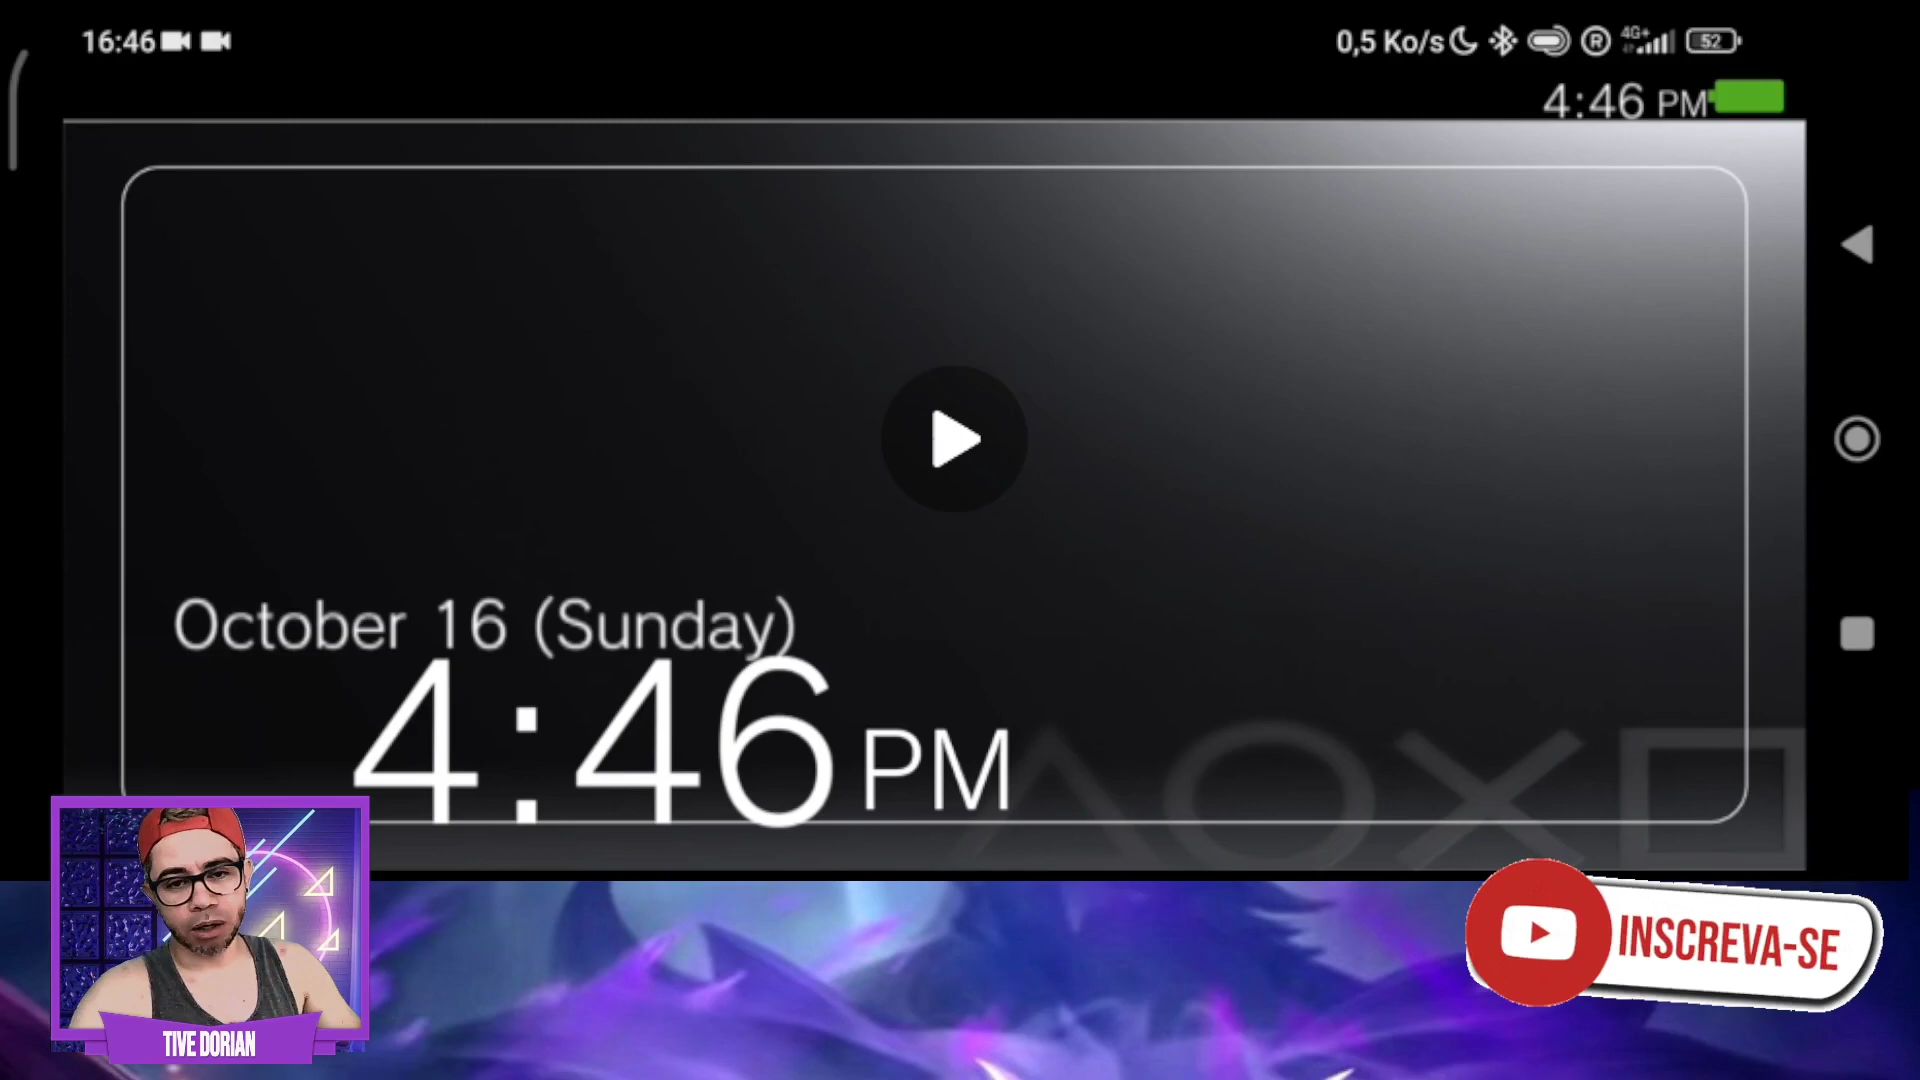 16:46
0,5 Ko/s
R
4G+
52
4:46 PM
October 16 (Sunday)
4:46 PM
TIVE DORIAN
INSCREVA-SE